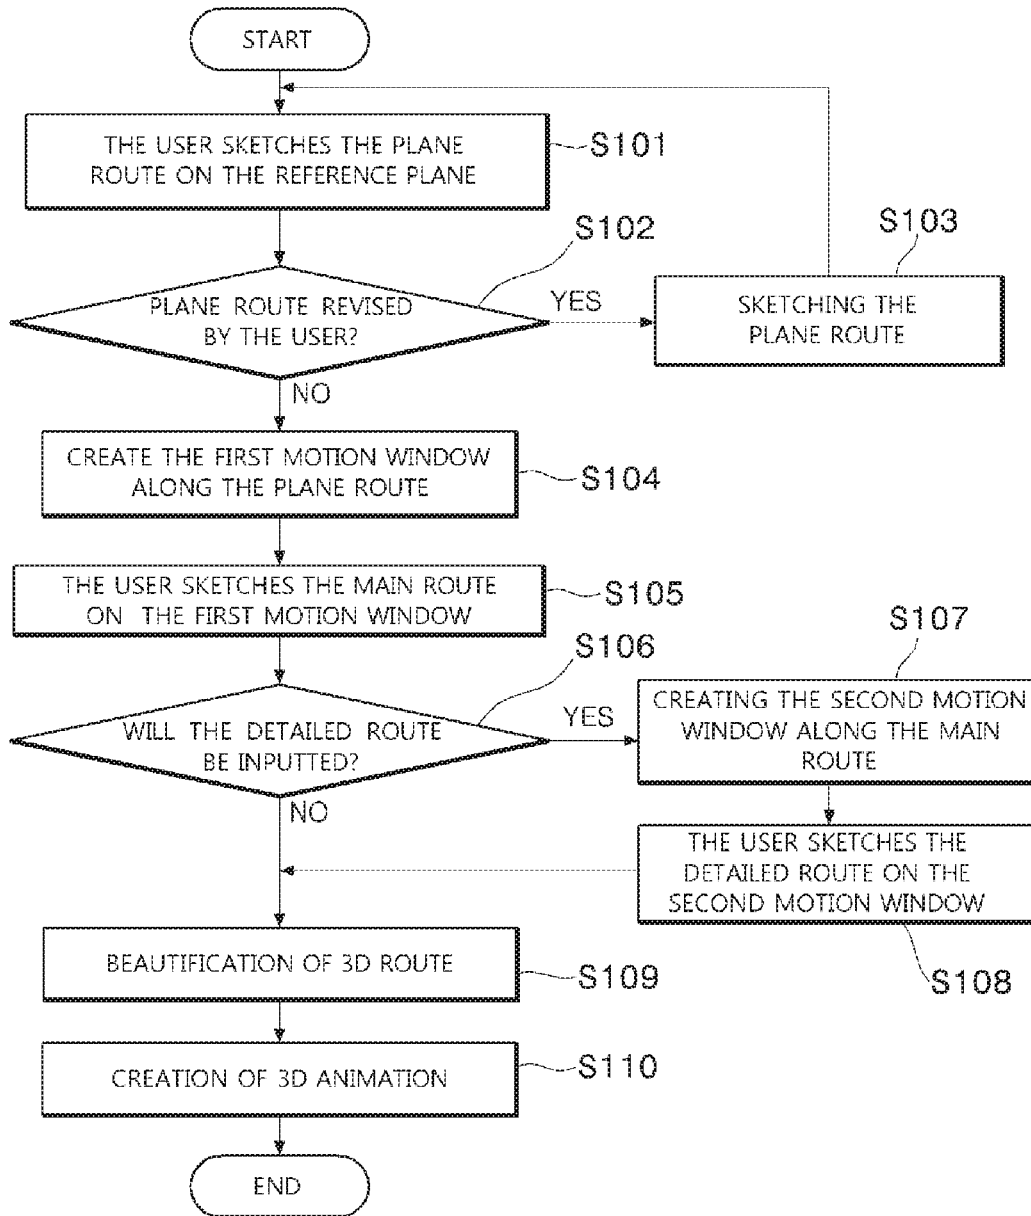 START
THE USER SKETCHES THE PLANE
ROUTE ON THE REFERENCE PLANE
S101
S102
S103
PLANE ROUTE REVISED
BY THE USER?
YES
SKETCHING THE
PLANE ROUTE
NO
CREATE THE FIRST MOTION WINDOW
ALONG THE PLANE ROUTE
S104
THE USER SKETCHES THE MAIN ROUTE
ON THE FIRST MOTION WINDOW
S105
S106
S107
WILL THE DETAILED ROUTE
BE INPUTTED?
YES
CREATING THE SECOND MOTION
WINDOW ALONG THE MAIN
ROUTE
NO
THE USER SKETCHES THE
DETAILED ROUTE ON THE
SECOND MOTION WINDOW
S108
BEAUTIFICATION OF 3D ROUTE
S109
CREATION OF 3D ANIMATION
S110
END